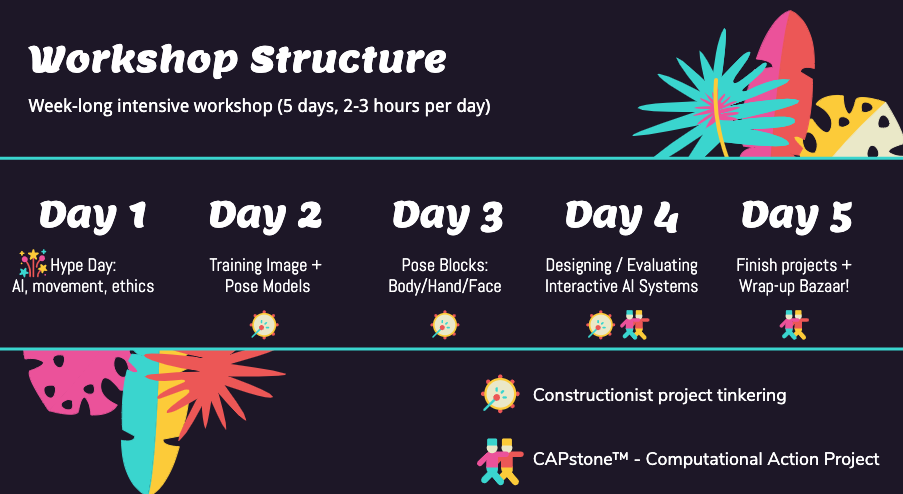 Workshop Structure
Week-long intensive workshop (5 days, 2-3 hours per day)
Day 1
Hype Day:
AI, movement, ethics
Day 2
Training Image +
Pose Models
Day 3
Pose Blocks:
Body/Hand/Face
Day 4
Designing / Evaluating
Interactive AI Systems
Day 5
Finish projects +
Wrap-up Bazaar!
Constructionist project tinkering
CAPstone™ - Computational Action Project